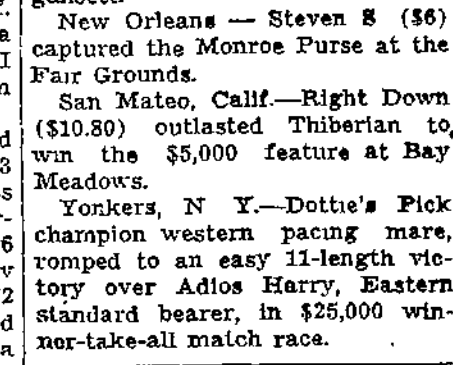 New Orleans — Steven S ($6)
captured the Monroe Purse at the
Fair Grounds.
San Mateo, Calif.—Right Down
($10.80) outlasted Thiberian to
win the $5,000 feature at Bay
Meadows.
Yonkers, N Y.—Dottie's Pick
champion western pacing mare,
romped to an easy 11-length vic-
tory over Adios Harry, Eastern
standard bearer, in $25,000 win-
ner-take-all match race.